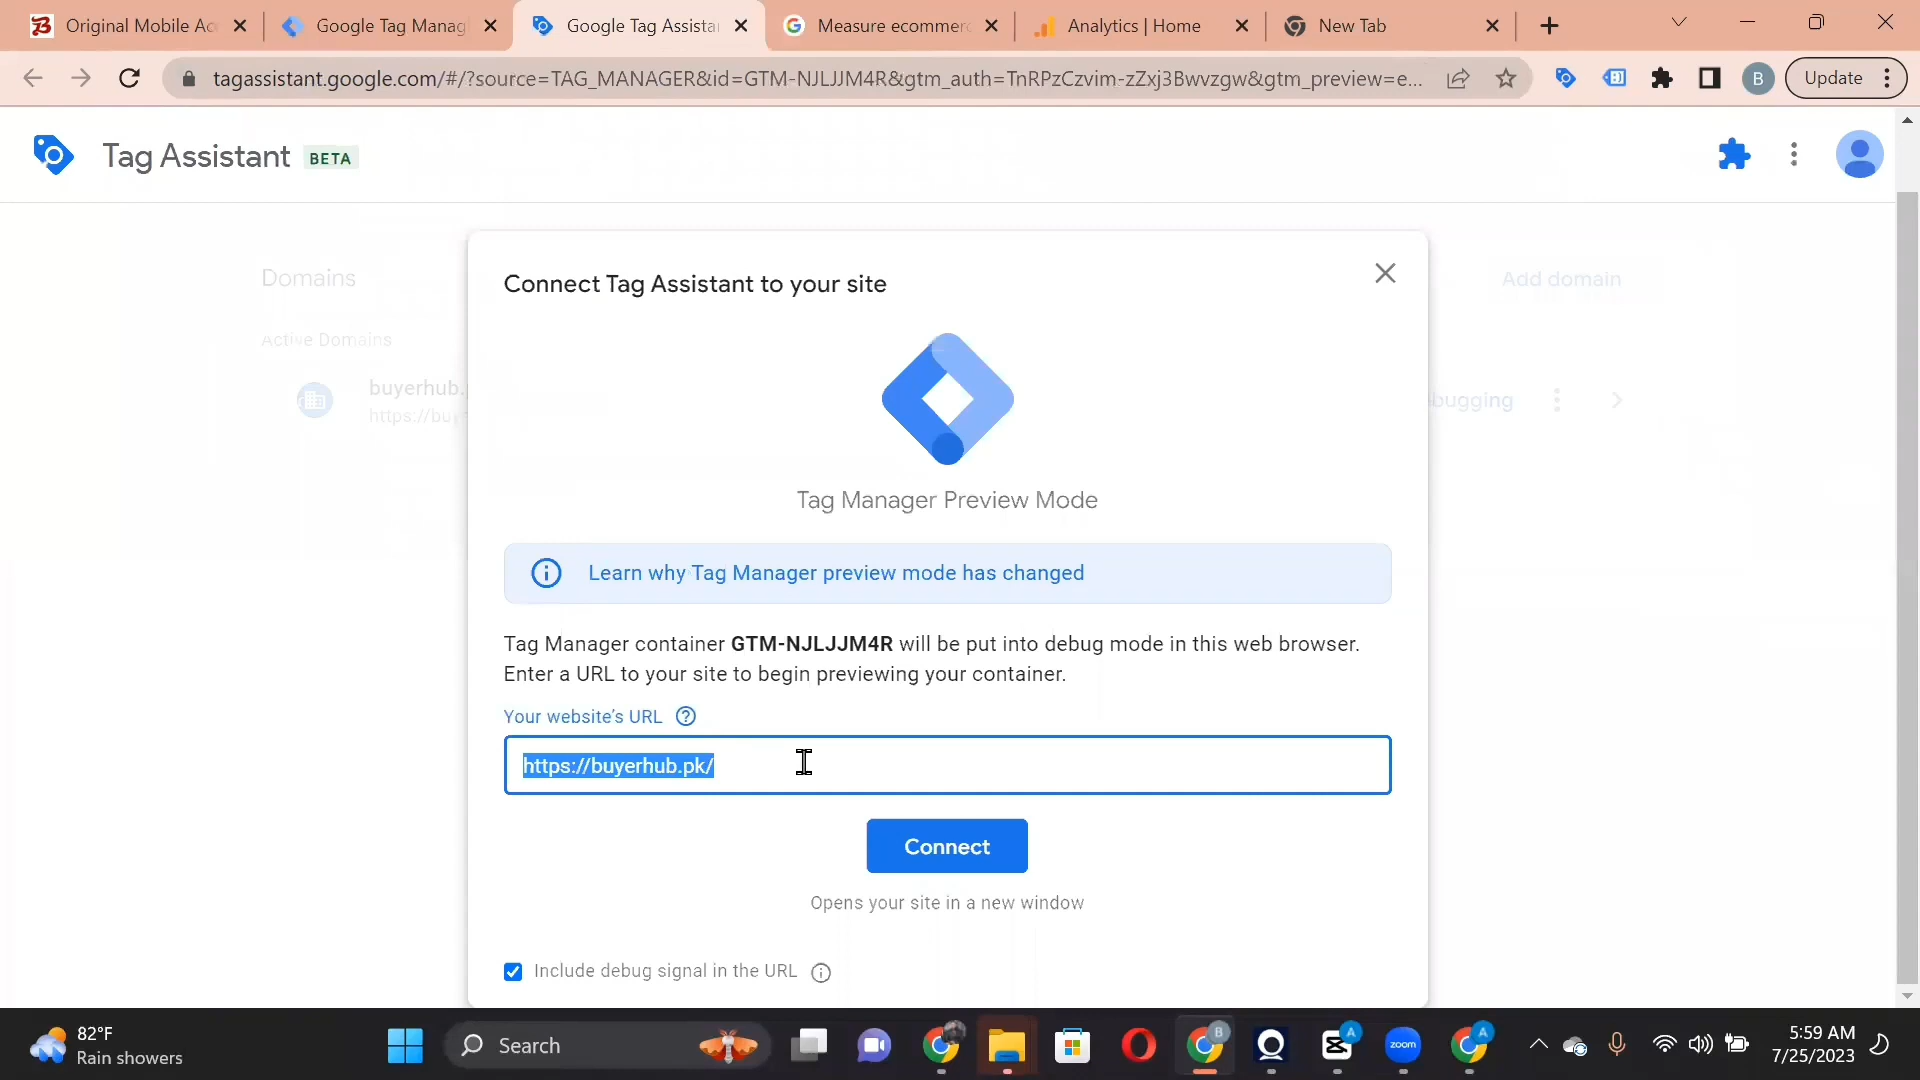 Original Mobile Ac
Google Tag Manag
Google Tag Assistan
Measure ecommerc
Analytics | Home
New Tab
tagassistant.google.com/#/?source=TAG_MANAGER&id=GTM-NJLJJM4R&gtm_auth=TnRPzCzvim-zZxj3Bwvzgw&gtm_preview=e...
B
Update
Tag Assistant BETA
Connect Tag Assistant to your site
Domains
Add domain
Active Domains
buyerhub.
https://buy
bugging
Tag Manager Preview Mode
Learn why Tag Manager preview mode has changed
Tag Manager container GTM-NJLJJM4R will be put into debug mode in this web browser.
Enter a URL to your site to begin previewing your container.
Your website's URL
https://buyerhub.pk/
Connect
Opens your site in a new window
Include debug signal in the URL
82°F
Rain showers
Search
B
A
zoom
A
5:59 AM
7/25/2023